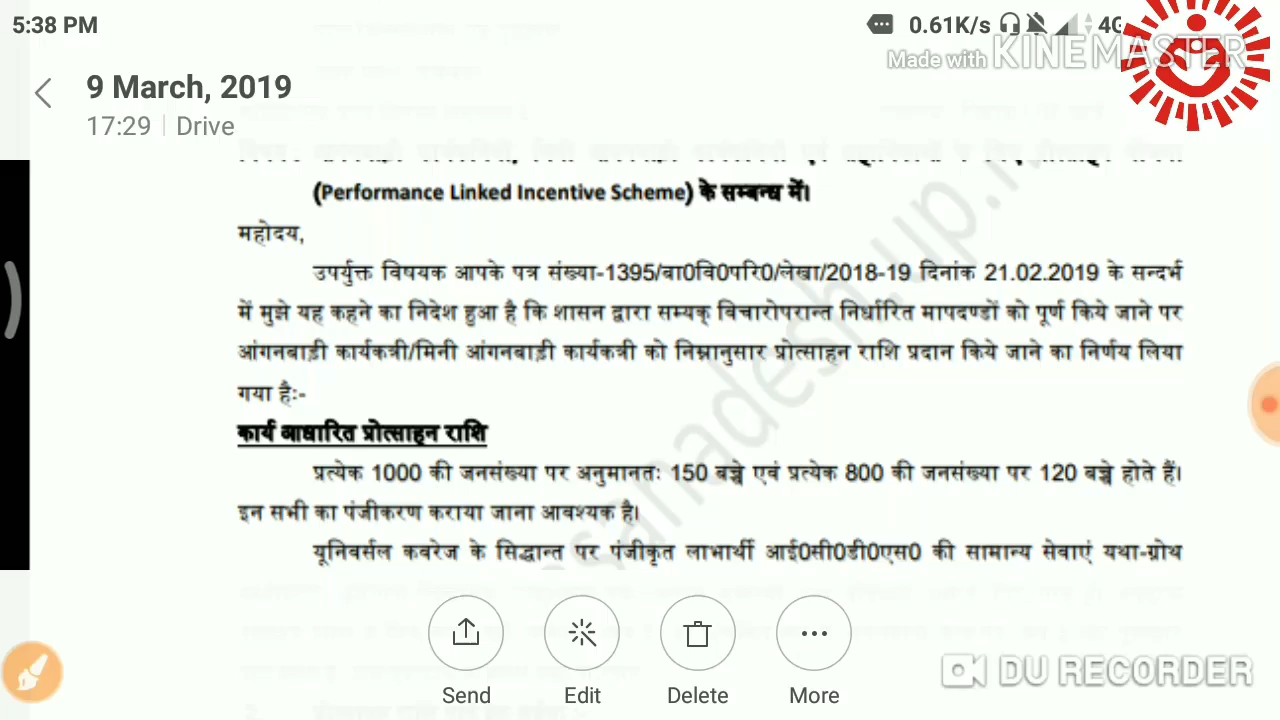 5:38 PM
0.61K/s 4G
Made with KINEMASTER
9 March, 2019
17:29 | Drive
(Performance Linked Incentive Scheme) के सम्बन्ध में।
महोदय,
उपर्युक्त विषयक आपके पत्र संख्या-1395/बा0वि0परि0/लेखा/2018-19 दिनांक 21.02.2019 के सन्दर्भ
में मुझे यह कहने का निदेश हुआ है कि शासन द्वारा सम्यक् विचारोपरान्त निर्धारित मापदण्डों को पूर्ण किये जाने पर
आंगनबाड़ी कार्यकत्री/मिनी आंगनबाड़ी कार्यकत्री को निम्नानुसार प्रोत्साहन राशि प्रदान किये जाने का निर्णय लिया
गया है:-
कार्य आधारित प्रोत्साहन राशि
प्रत्येक 1000 की जनसंख्या पर अनुमानतः 150 बच्चे एवं प्रत्येक 800 की जनसंख्या पर 120 बच्चे होते हैं।
इन सभी का पंजीकरण कराया जाना आवश्यक है।
यूनिवर्सल कवरेज के सिद्धान्त पर पंजीकृत लाभार्थी आई0सी0डी0एस0 की सामान्य सेवाएं यथा-ग्रोथ
Send Edit Delete More
DU RECORDER